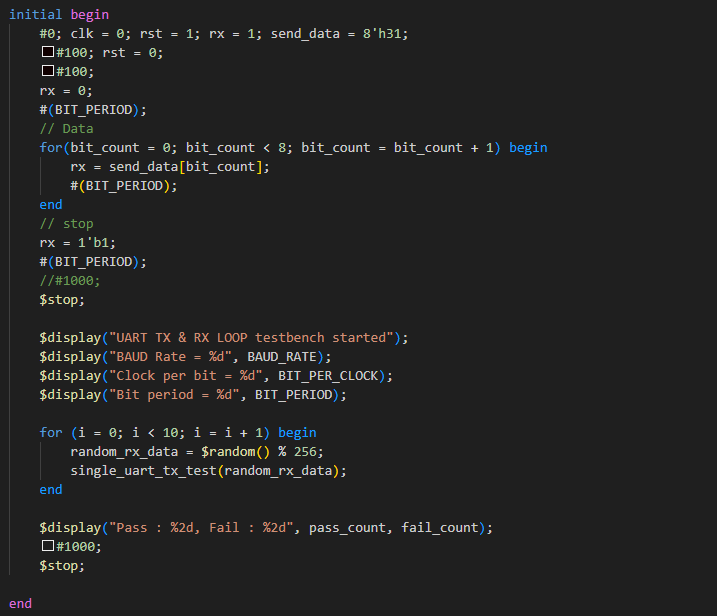 initial begin
    #0; clk = 0; rst = 1; rx = 1; send_data = 8'h31;
    #100; rst = 0;
    #100;
    rx = 0;
    #(BIT_PERIOD);
    // Data
    for(bit_count = 0; bit_count < 8; bit_count = bit_count + 1) begin
        rx = send_data[bit_count];
        #(BIT_PERIOD);
    end
    // stop
    rx = 1'b1;
    #(BIT_PERIOD);
    //#1000;
    $stop;

    $display("UART TX & RX LOOP testbench started");
    $display("BAUD Rate = %d", BAUD_RATE);
    $display("Clock per bit = %d", BIT_PER_CLOCK);
    $display("Bit period = %d", BIT_PERIOD);

    for (i = 0; i < 10; i = i + 1) begin
        random_rx_data = $random() % 256;
        single_uart_tx_test(random_rx_data);
    end

    $display("Pass : %2d, Fail : %2d", pass_count, fail_count);
    #1000;
    $stop;

end